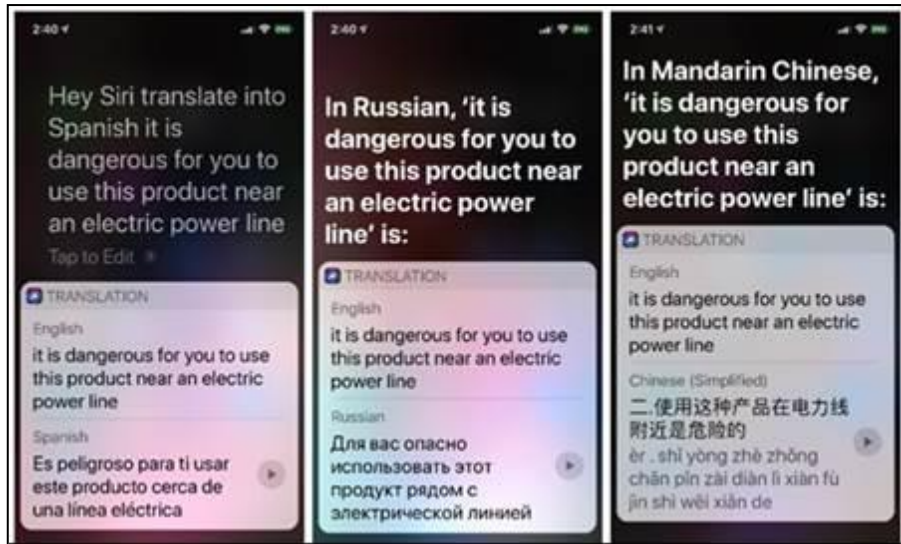 2:40
Hey Siri translate into
Spanish it is
dangerous for you to
use this product near
an electric power line
Tap to Edit
TRANSLATION
English
it is dangerous for you to use
this product near an electric
power line
Spanish
Es peligroso para ti usar
este producto cerca de
una línea eléctrica
2:40
In Russian, 'it is
dangerous for you to
use this product near
an electric power
line' is:
TRANSLATION
English
it is dangerous for you to use
this product near an electric
power line
Russian
Для вас опасно
использовать этот
продукт рядом с
электрической линией
2:41
In Mandarin Chinese,
'it is dangerous for
you to use this
product near an
electric power line' is:
TRANSLATION
English
it is dangerous for you to use
this product near an electric
power line
Chinese (Simplified)
二.使用这种产品在电力线
附近是危险的
èr . shǐ yòng zhè zhǒng
chǎn pǐn zài diàn lì xiàn fù
jìn shì wēi xiǎn de